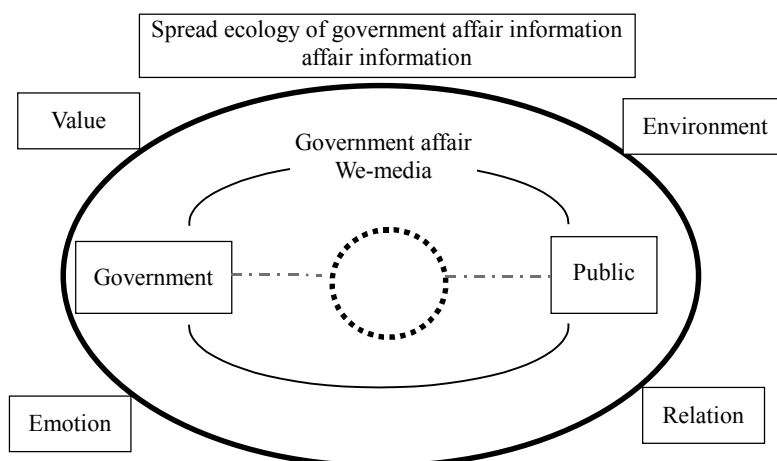 Spread ecology of government affair information
affair information
Value
Environment
Government affair
We-media
Government
Public
Emotion
Relation